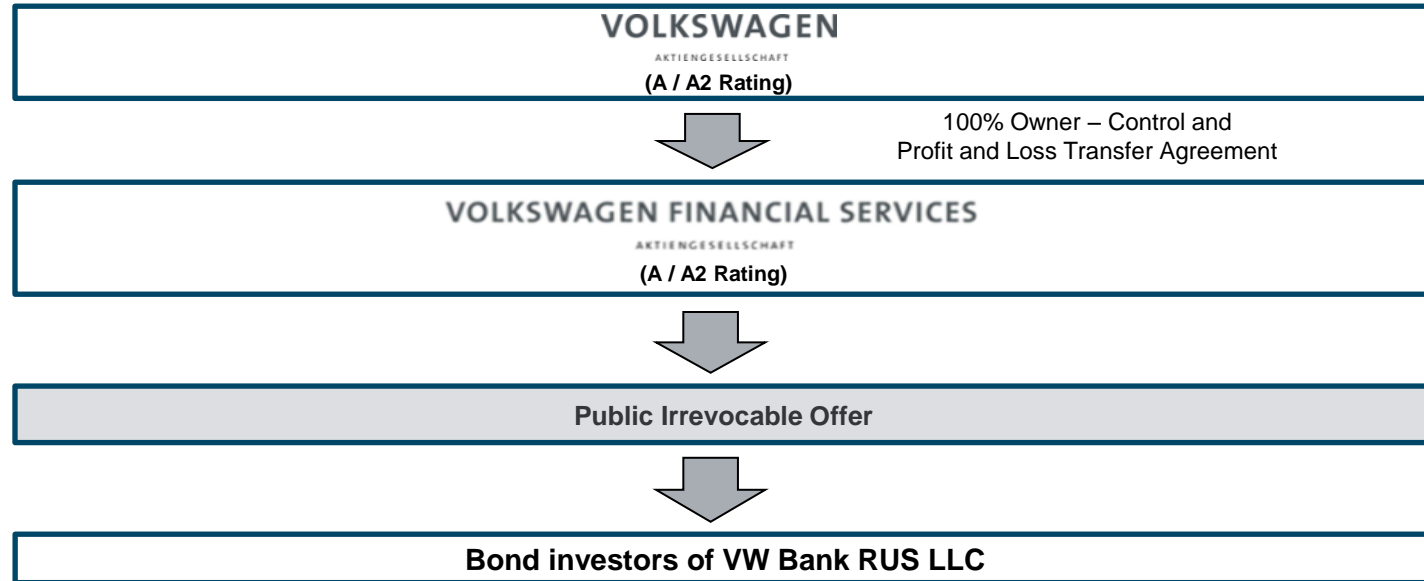 VOLKSWAGEN
AKTIENGESELLSCHAFT
(A / A2 Rating)
100% Owner – Control and
Profit and Loss Transfer Agreement
VOLKSWAGEN FINANCIAL SERVICES
AKTIENGESELLSCHAFT
(A / A2 Rating)
Public Irrevocable Offer
Bond investors of VW Bank RUS LLC